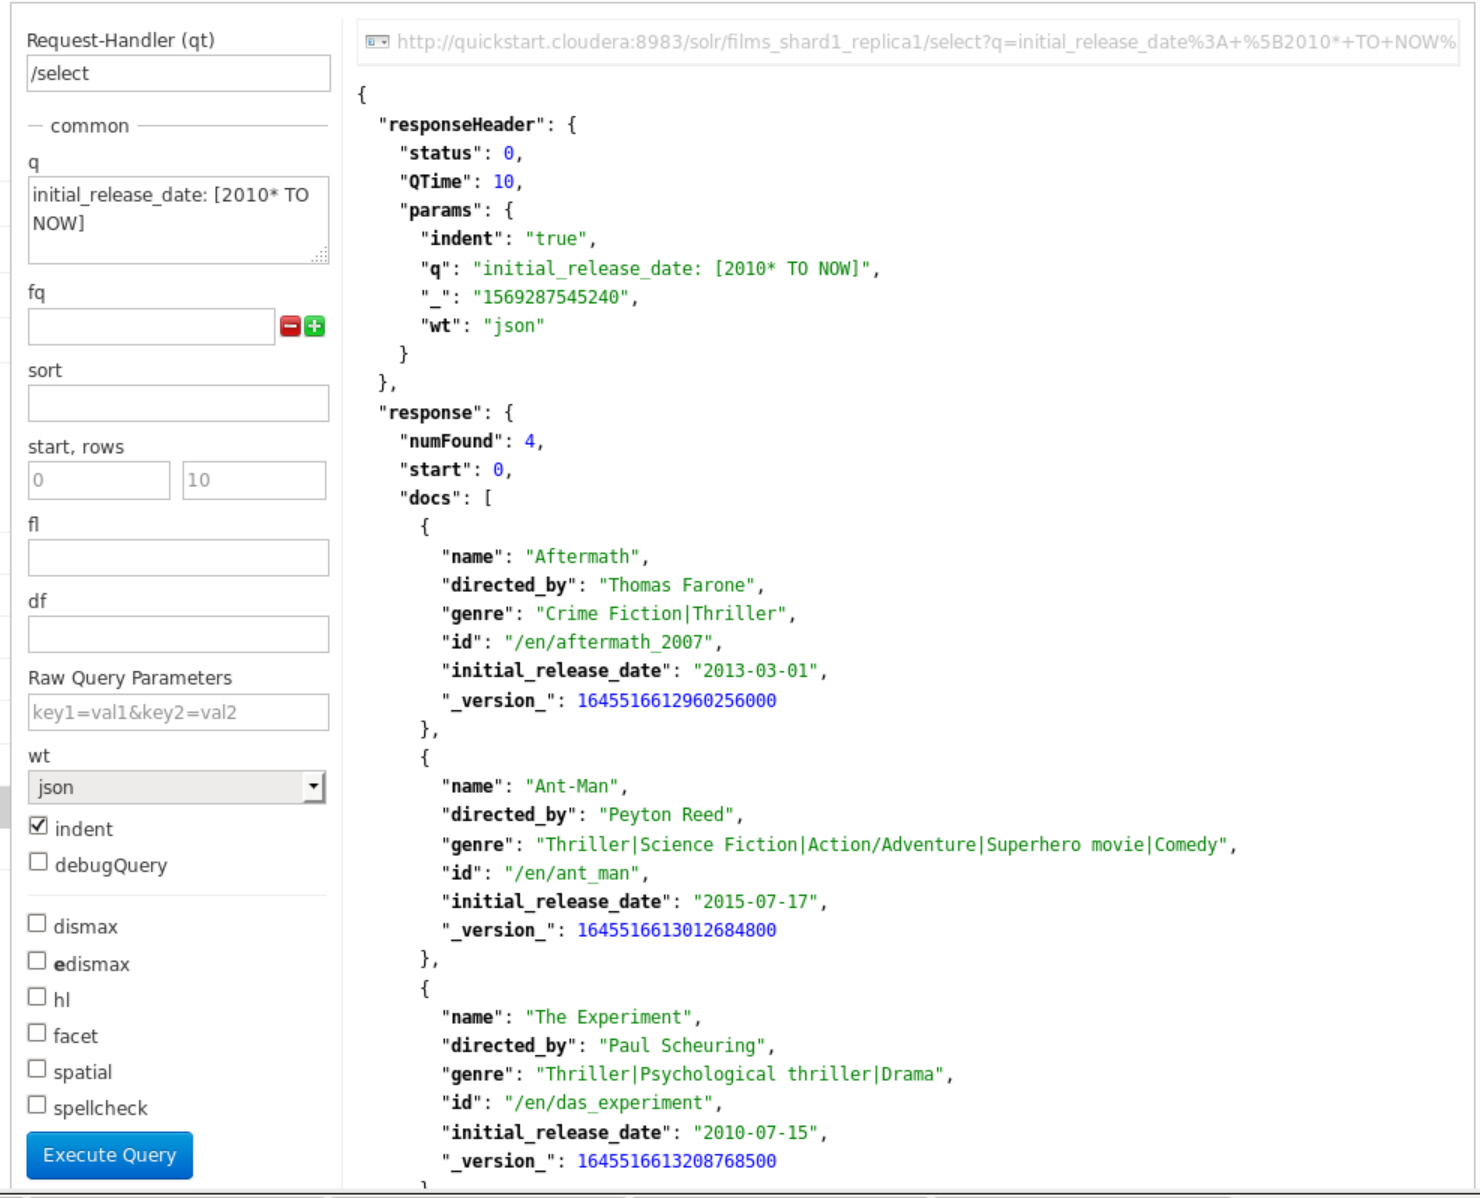 Request-Handler (qt)
/select
common
q
initial_release_date: [2010* TO
NOW]
fq
sort
start, rows
0 10
fl
df
Raw Query Parameters
key1=val1&key2=val2
wt
json
indent
debugQuery
dismax
edismax
hl
facet
spatial
spellcheck
Execute Query
http://quickstart.cloudera:8983/solr/films_shard1_replica1/select?q=initial_release_date%3A+%5B2010*+TO+NOW%
{
"responseHeader": {
"status": 0,
"QTime": 10,
"params": {
"indent": "true",
"q": "initial_release_date: [2010* TO NOW]",
"_": "1569287545240",
"wt": "json"
}
},
"response": {
"numFound": 4,
"start": 0,
"docs": [
{
"name": "Aftermath",
"directed_by": "Thomas Farone",
"genre": "Crime Fiction|Thriller",
"id": "/en/aftermath_2007",
"initial_release_date": "2013-03-01",
"_version_": 1645516612960256000
},
{
"name": "Ant-Man",
"directed_by": "Peyton Reed",
"genre": "Thriller|Science Fiction|Action/Adventure|Superhero movie|Comedy",
"id": "/en/ant_man",
"initial_release_date": "2015-07-17",
"_version_": 1645516613012684800
},
{
"name": "The Experiment",
"directed_by": "Paul Scheuring",
"genre": "Thriller|Psychological thriller|Drama",
"id": "/en/das_experiment",
"initial_release_date": "2010-07-15",
"_version_": 1645516613208768500
}